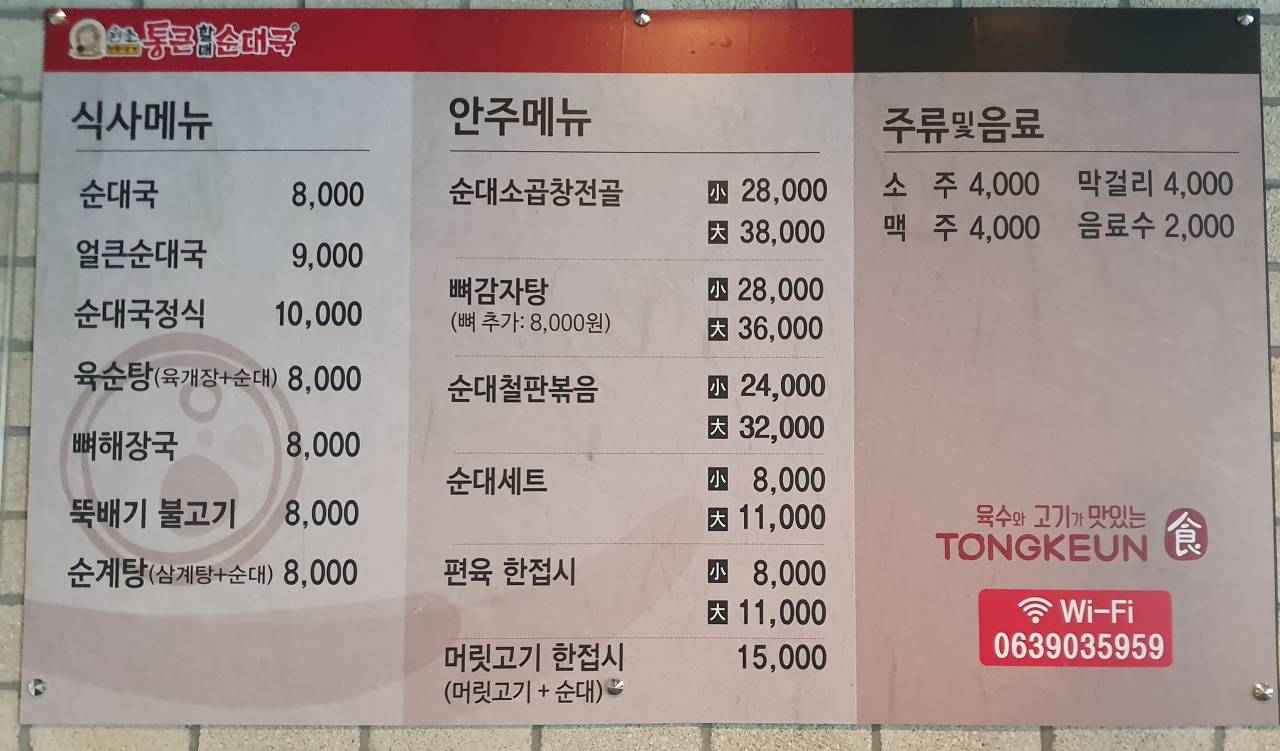 통큰할매순대국
식사메뉴
순대국 8,000
얼큰순대국 9,000
순대국정식 10,000
육순탕(육개장+순대) 8,000
뼈해장국 8,000
뚝배기 불고기 8,000
순계탕(삼계탕+순대) 8,000
안주메뉴
순대소곱창전골 小 28,000
大 38,000
뼈감자탕 小 28,000
(뼈 추가: 8,000원) 大 36,000
순대철판볶음 小 24,000
大 32,000
순대세트 小 8,000
大 11,000
편육 한접시 小 8,000
大 11,000
머릿고기 한접시 15,000
(머릿고기 + 순대)
주류및음료
소 주 4,000 막걸리 4,000
맥 주 4,000 음료수 2,000
육수와 고기가 맛있는
TONGKEUN 食
Wi-Fi
0639035959